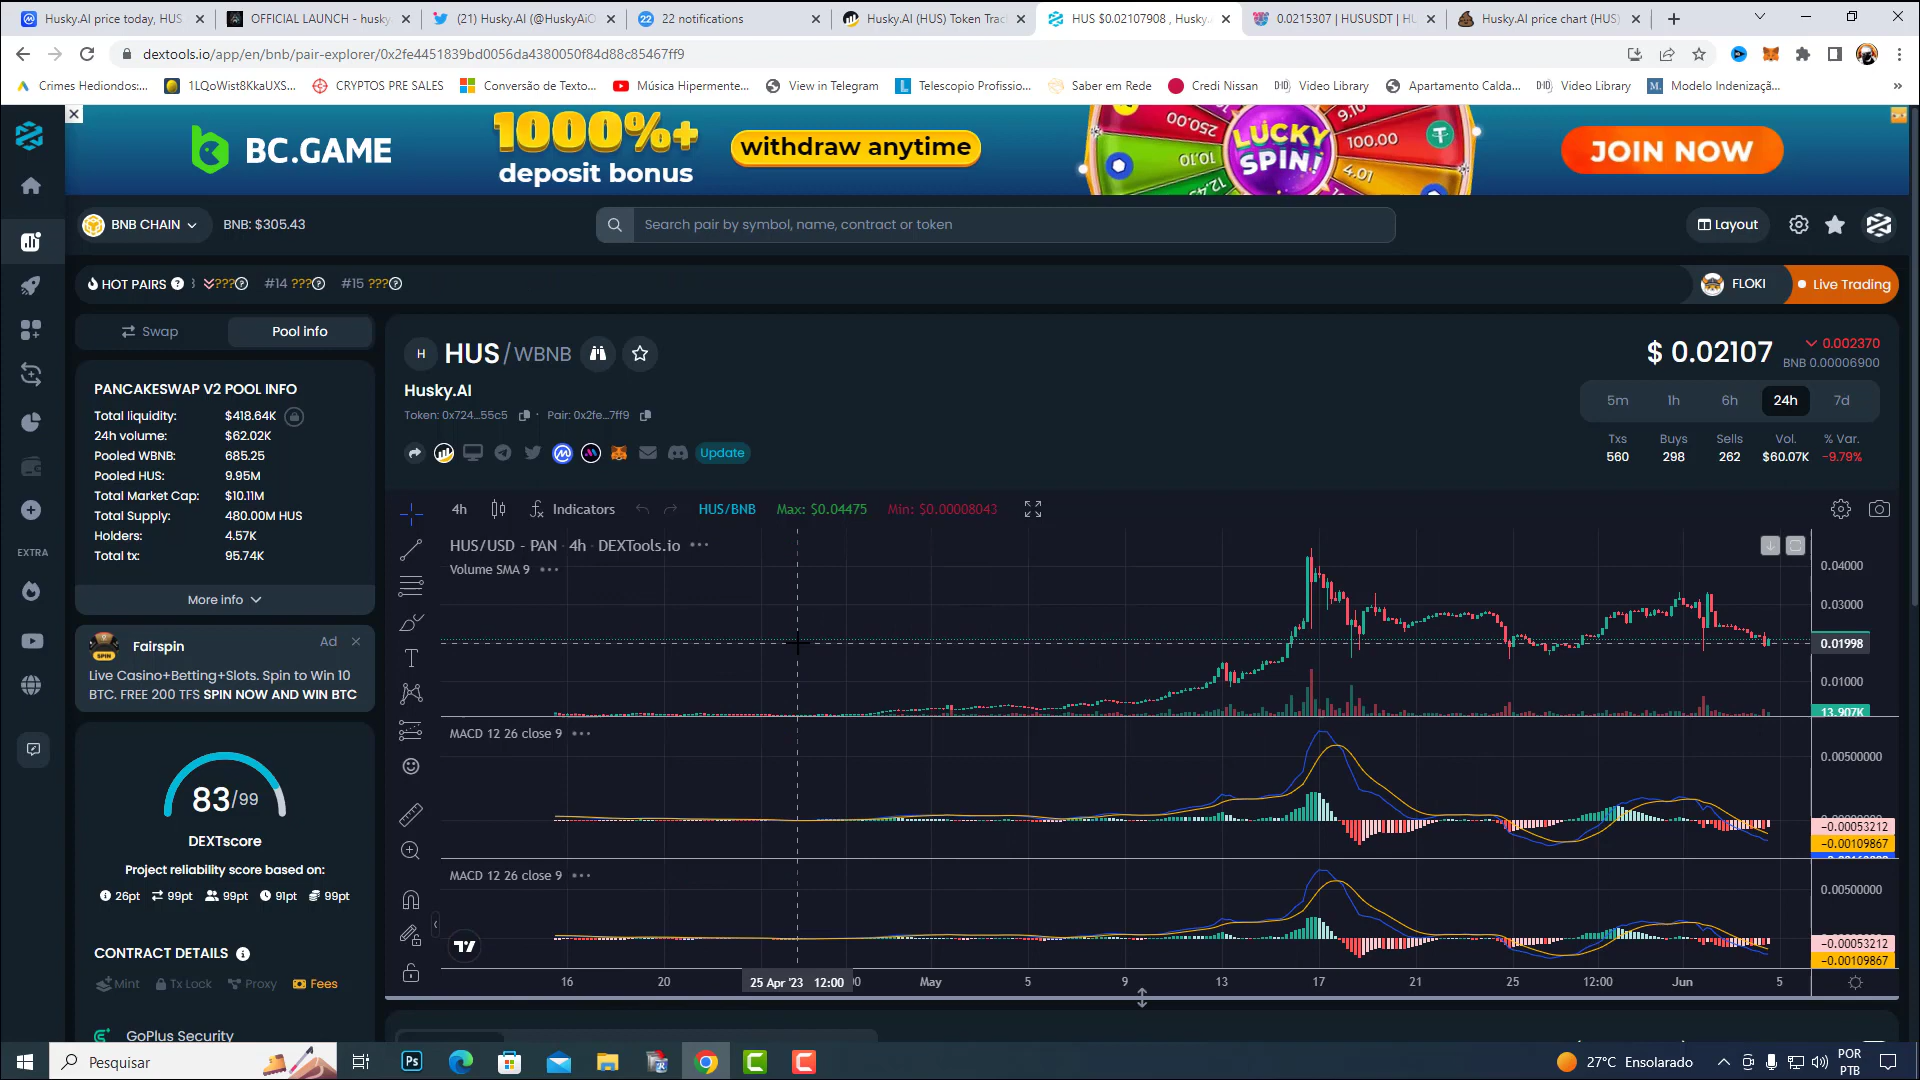 Husky.AI price today, HUS
OFFICIAL LAUNCH - husky.
(21) Husky.AI (@HuskyAiO
22 notifications
Husky.AI (HUS) Token Trac
HUS $0.02107908 , Husky.
0.0215307 | HUSUSDT | HU
Husky.AI price chart (HUS)
dextools.io/app/en/bnb/pair-explorer/0x2fe4451839bd0056da4380050f84d88c85467ff9
Crimes Hediondos:...
1LQoWist8KkaUXS...
CRYPTOS PRE SALES
Conversão de Texto...
Música Hipermerte...
View in Telegram
Telescopio Profissio...
Saber em Rede
Credi Nissan
Video Library
Apartamento Calda...
Video Library
Modelo Indenizaçã...
BC.GAME
1000%+
deposit bonus
withdraw anytime
LUCKY
SPIN!
100.00
4.01
JOIN NOW
BNB CHAIN
BNB: $305.43
Search pair by symbol, name, contract or token
Layout
HOT PAIRS
???
#14 ???
#15 ???
FLOKI
Live Trading
Swap
Pool info
PANCAKESWAP V2 POOL INFO
Total liquidity: $418.64K
24h volume: $62.02K
Pooled WBNB: 685.25
Pooled HUS: 9.95M
Total Market Cap: $10.11M
Total Supply: 480.00M HUS
Holders: 4.57K
Total tx: 95.74K
More info
EXTRA
Fairspin
Ad
Live Casino+Betting+Slots. Spin to Win 10
BTC. FREE 200 TFS SPIN NOW AND WIN BTC
83/99
DEXTscore
Project reliability score based on:
26pt 99pt 99pt 91pt 99pt
CONTRACT DETAILS
Mint Tx Lock Proxy Fees
GoPlus Security
H HUS/WBNB
Husky.AI
Token: 0x724...55c5 · Pair: 0x2fe...7ff9
Update
$ 0.02107
0.002370
BNB 0.00006900
5m 1h 6h 24h 7d
Txs Buys Sells Vol. % Var.
560 298 262 $60.07K -9.79%
4h
Indicators
HUS/BNB
Max: $0.04475
Min: $0.00008043
HUS/USD - PAN · 4h · DEXTools.io
Volume SMA 9
0.04000
0.03000
0.01998
0.01000
13.907K
MACD 12 26 close 9
0.00500000
−0.00053212
−0.00109867
MACD 12 26 close 9
0.00500000
−0.00053212
−0.00109867
16 20 25 Apr '23 12:00 May 5 9 13 17 21 25 12:00 Jun 5
Pesquisar
27°C Ensolarado
POR
PTB